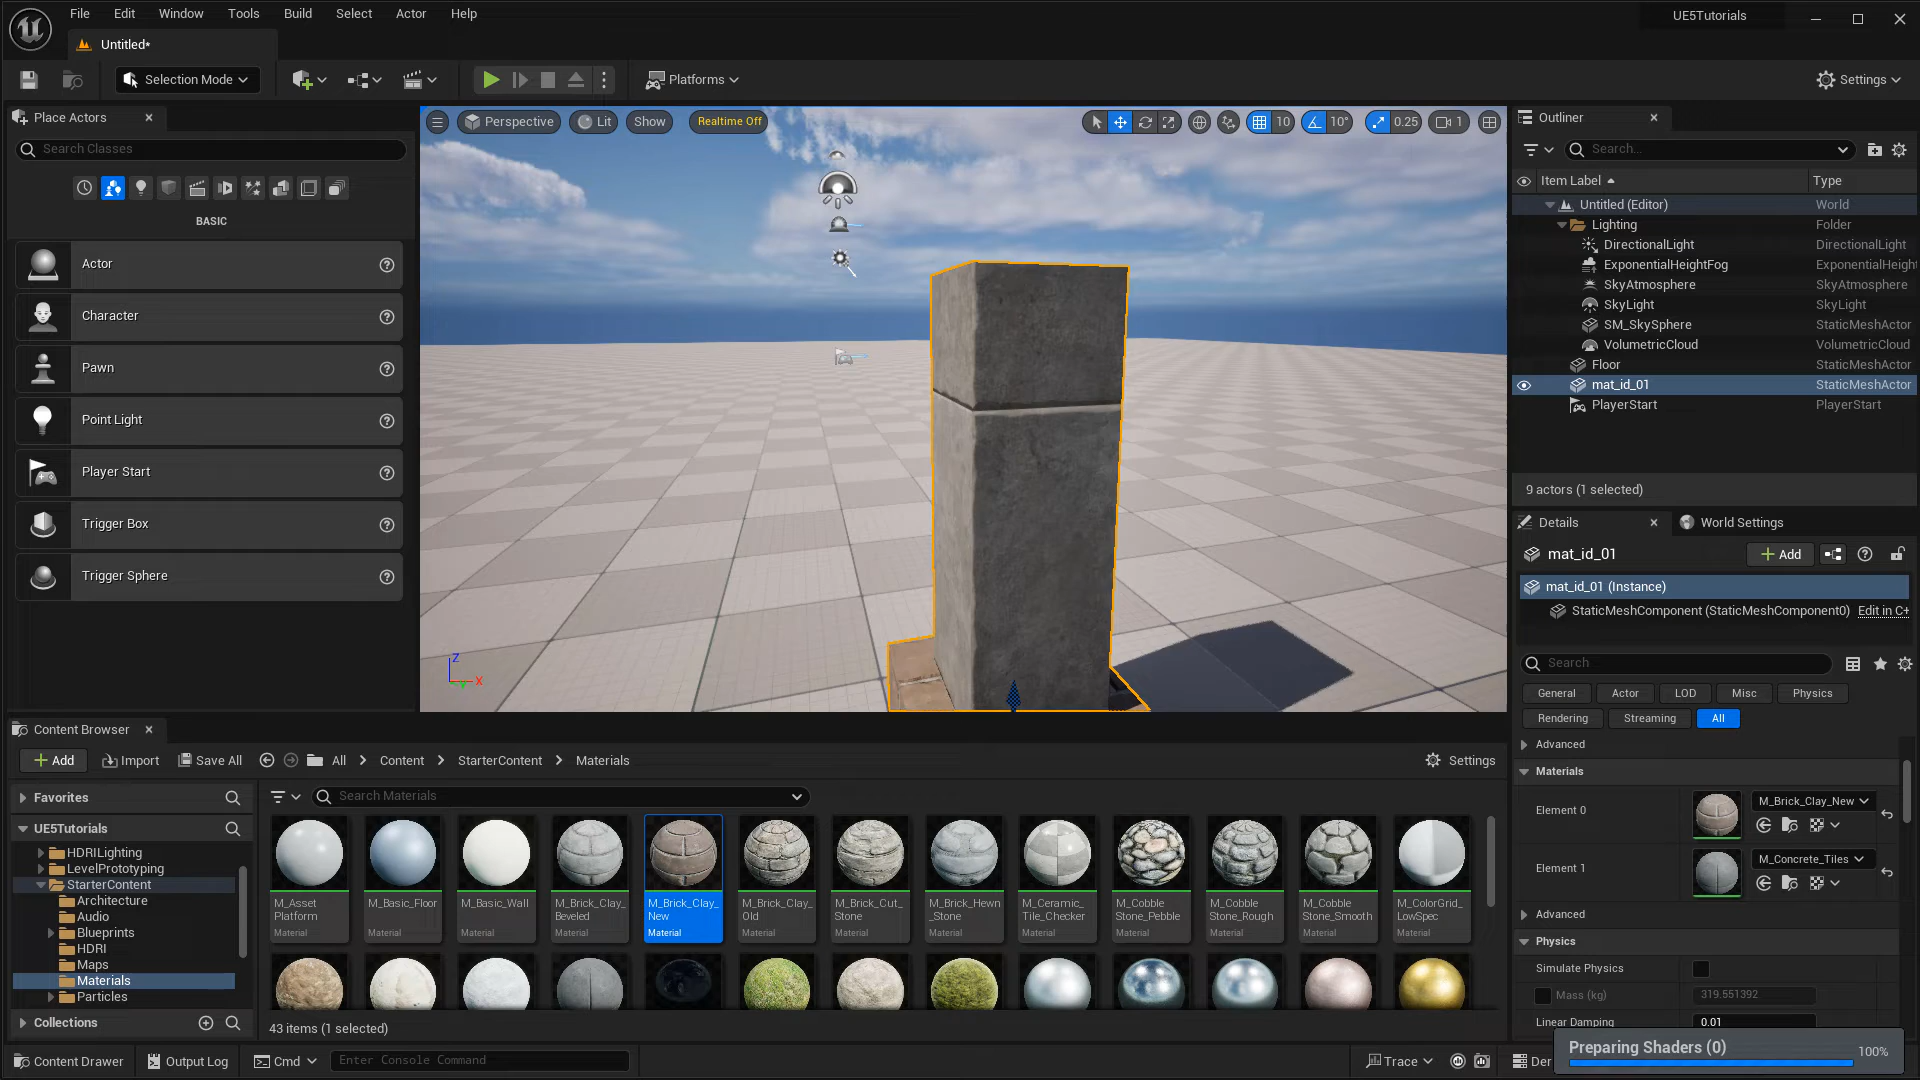 File Edit Window Tools Build Select Actor Help
UE5Tutorials
Untitled*
Selection Mode
Platforms
Settings
Place Actors
Search Classes
BASIC
Actor
Character
Pawn
Point Light
Player Start
Trigger Box
Trigger Sphere
Perspective
Lit
Show
Realtime Off
10
10°
0.25
1
Z
X
Y
Outliner
Search...
Item Label Type
Untitled (Editor) World
Lighting Folder
DirectionalLight DirectionalLight
ExponentialHeightFog ExponentialHeight
SkyAtmosphere SkyAtmosphere
SkyLight SkyLight
SM_SkySphere StaticMeshActor
VolumetricCloud VolumetricCloud
Floor StaticMeshActor
mat_id_01 StaticMeshActor
PlayerStart PlayerStart
9 actors (1 selected)
Details
World Settings
mat_id_01
Add
mat_id_01 (Instance)
StaticMeshComponent (StaticMeshComponent0) Edit in C+
Search
General Actor LOD Misc Physics
Rendering Streaming All
Advanced
Materials
Element 0 M_Brick_Clay_New
Element 1 M_Concrete_Tiles
Advanced
Physics
Simulate Physics
Mass (kg) 319.551392
Linear Damping 0.01
Content Browser
Add Import Save All All Content StarterContent Materials Settings
Favorites
UE5Tutorials
HDRILighting
LevelPrototyping
StarterContent
Architecture
Audio
Blueprints
HDRI
Maps
Materials
Particles
Collections
Search Materials
M_Asset
Platform
Material
M_Basic_Floor
Material
M_Basic_Wall
Material
M_Brick_Clay_
Beveled
Material
M_Brick_Clay_
New
Material
M_Brick_Clay_
Old
Material
M_Brick_Cut_
Stone
Material
M_Brick_Hewn
_Stone
Material
M_Ceramic_
Tile_Checker
Material
M_Cobble
Stone_Pebble
Material
M_Cobble
Stone_Rough
Material
M_Cobble
Stone_Smooth
Material
M_ColorGrid_
LowSpec
Material
43 items (1 selected)
Content Drawer
Output Log
Cmd
Enter Console Command
Trace
Der
Preparing Shaders (0)
100%